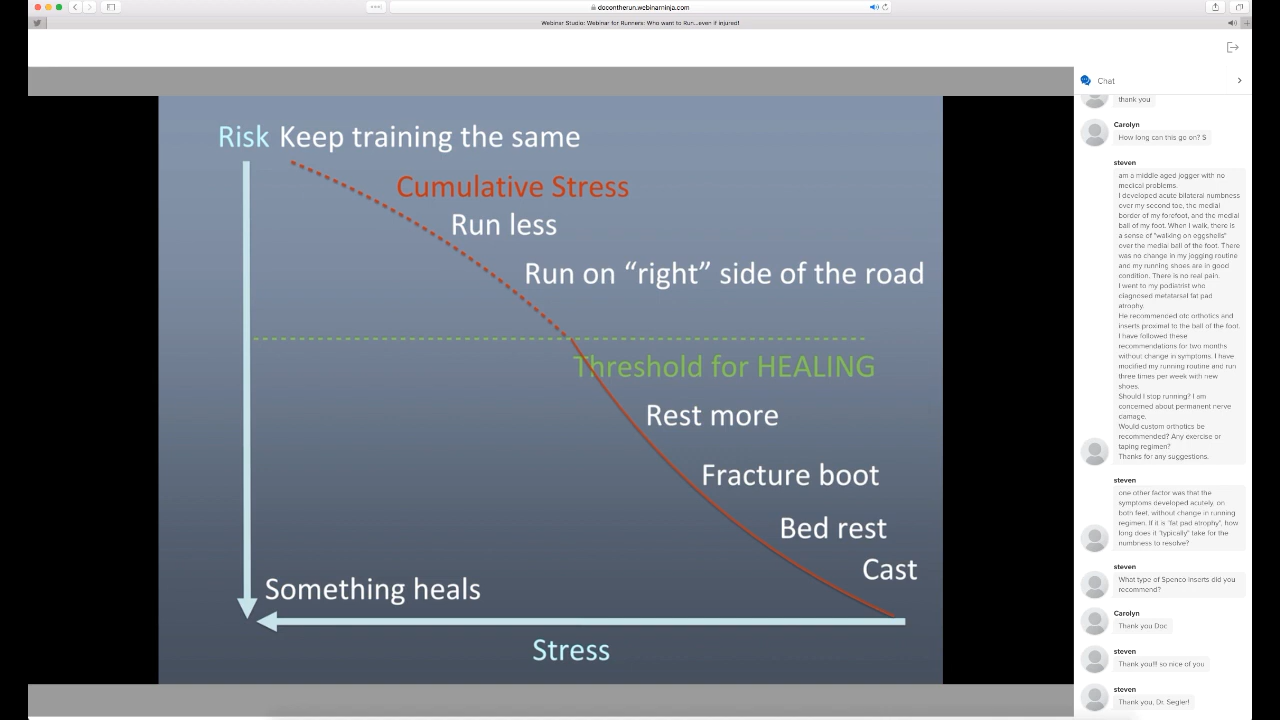 docontherun.webinarninja.com
Webinar Studio: Webinar for Runners: Who want to Run...even if injured!
Risk Keep training the same
Cumulative Stress
Run less
Run on “right” side of the road
Threshold for HEALING
Rest more
Fracture boot
Bed rest
Cast
Something heals
Stress
Chat
thank you
Carolyn
How long can this go on? S
steven
am a middle aged jogger with no
medical problems.
I developed acute bilateral numbness
over my second toe, the medial
border of my forefoot, and the medial
ball of my foot. When I walk, there is
a sense of "walking on eggshells"
over the medial ball of the foot. There
was no change in my jogging routine
and my running shoes are in good
condition. There is no real pain.
I went to my podiatrist who
diagnosed metatarsal fat pad
atrophy.
He recommended otc orthotics and
inserts proximal to the ball of the foot.
I have followed these
recommendations for two months
without change in symptoms. I have
modified my running routine and run
three times per week with new
shoes.
Should I stop running? I am
concerned about permanent nerve
damage.
Would custom orthotics be
recommended? Any exercise or
taping regimen?
Thanks for any suggestions.
steven
one other factor was that the
symptoms developed acutely, on
both feet, without change in running
regimen. If it is "fat pad atrophy", how
long does it "typically" take for the
numbness to resolve?
steven
What type of Spenco inserts did you
recommend?
Carolyn
Thank you Doc
steven
Thank you!!! so nice of you
steven
Thank you, Dr. Segler!